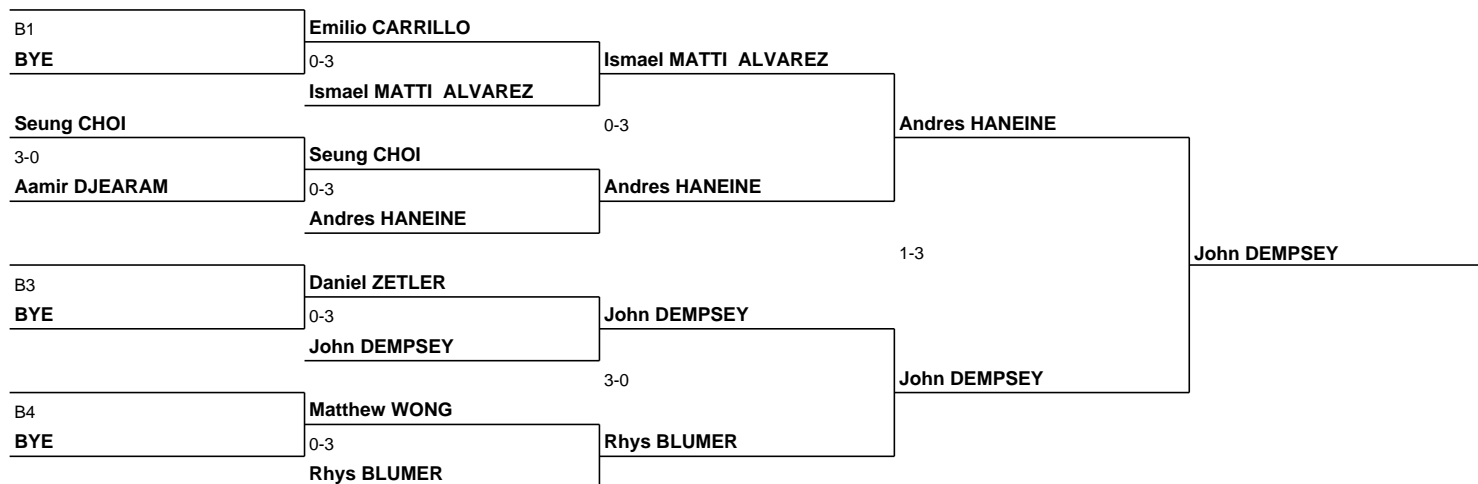 B1
BYE
Seung CHOI
3-0
Aamir DJEARAM
B3
BYE
B4
BYE
Emilio CARRILLO
0-3
Ismael MATTI  ALVAREZ
Seung CHOI
0-3
Andres HANEINE
Daniel ZETLER
0-3
John DEMPSEY
Matthew WONG
0-3
Rhys BLUMER
Ismael MATTI  ALVAREZ
0-3
Andres HANEINE
John DEMPSEY
3-0
Rhys BLUMER
Andres HANEINE
1-3
John DEMPSEY
John DEMPSEY